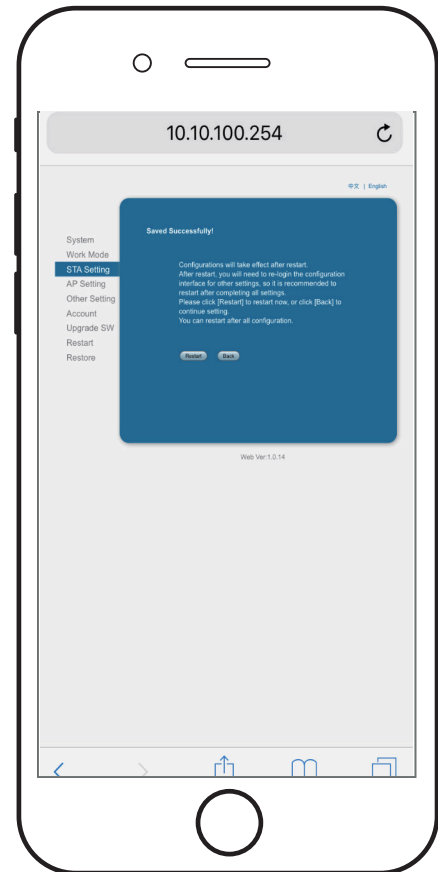 10.10.100.254
中文 | English
System
Work Mode
STA Setting
AP Setting
Other Setting
Account
Upgrade SW
Restart
Restore
Saved Successfully!
Configurations will take effect after restart.
After restart, you will need to re-login the configuration
interface for other settings, so it is recommended to
restart after completing all settings.
Please click [Restart] to restart now, or click [Back] to
continue setting.
You can restart after all configuration.
Restart Back
Web Ver:1.0.14